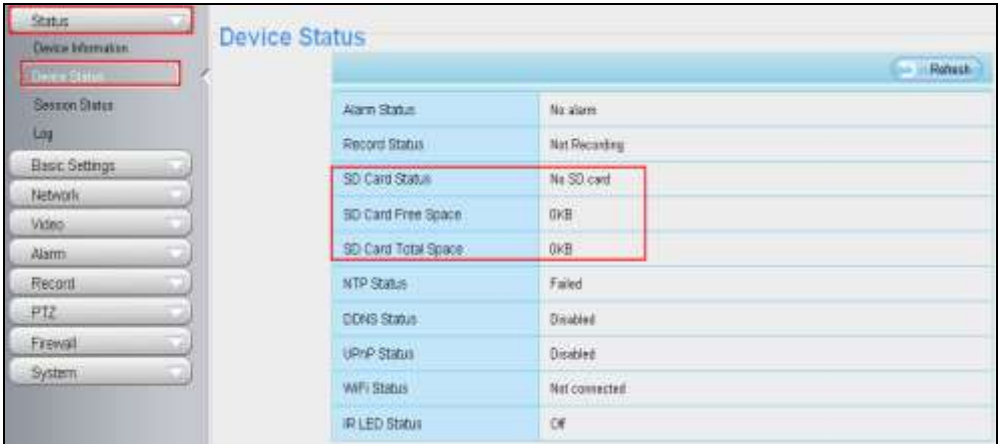 Status
Device Information
Device Status
Session Status
Log
Basic Settings
Network
Video
Alarm
Record
PTZ
Firewall
System
Device Status
Refresh
Alarm Status No alarm
Record Status Not Recording
SD Card Status No SD card
SD Card Free Space 0KB
SD Card Total Space 0KB
NTP Status Failed
DDNS Status Disabled
UPnP Status Disabled
WiFi Status Not connected
IR LED Status Off